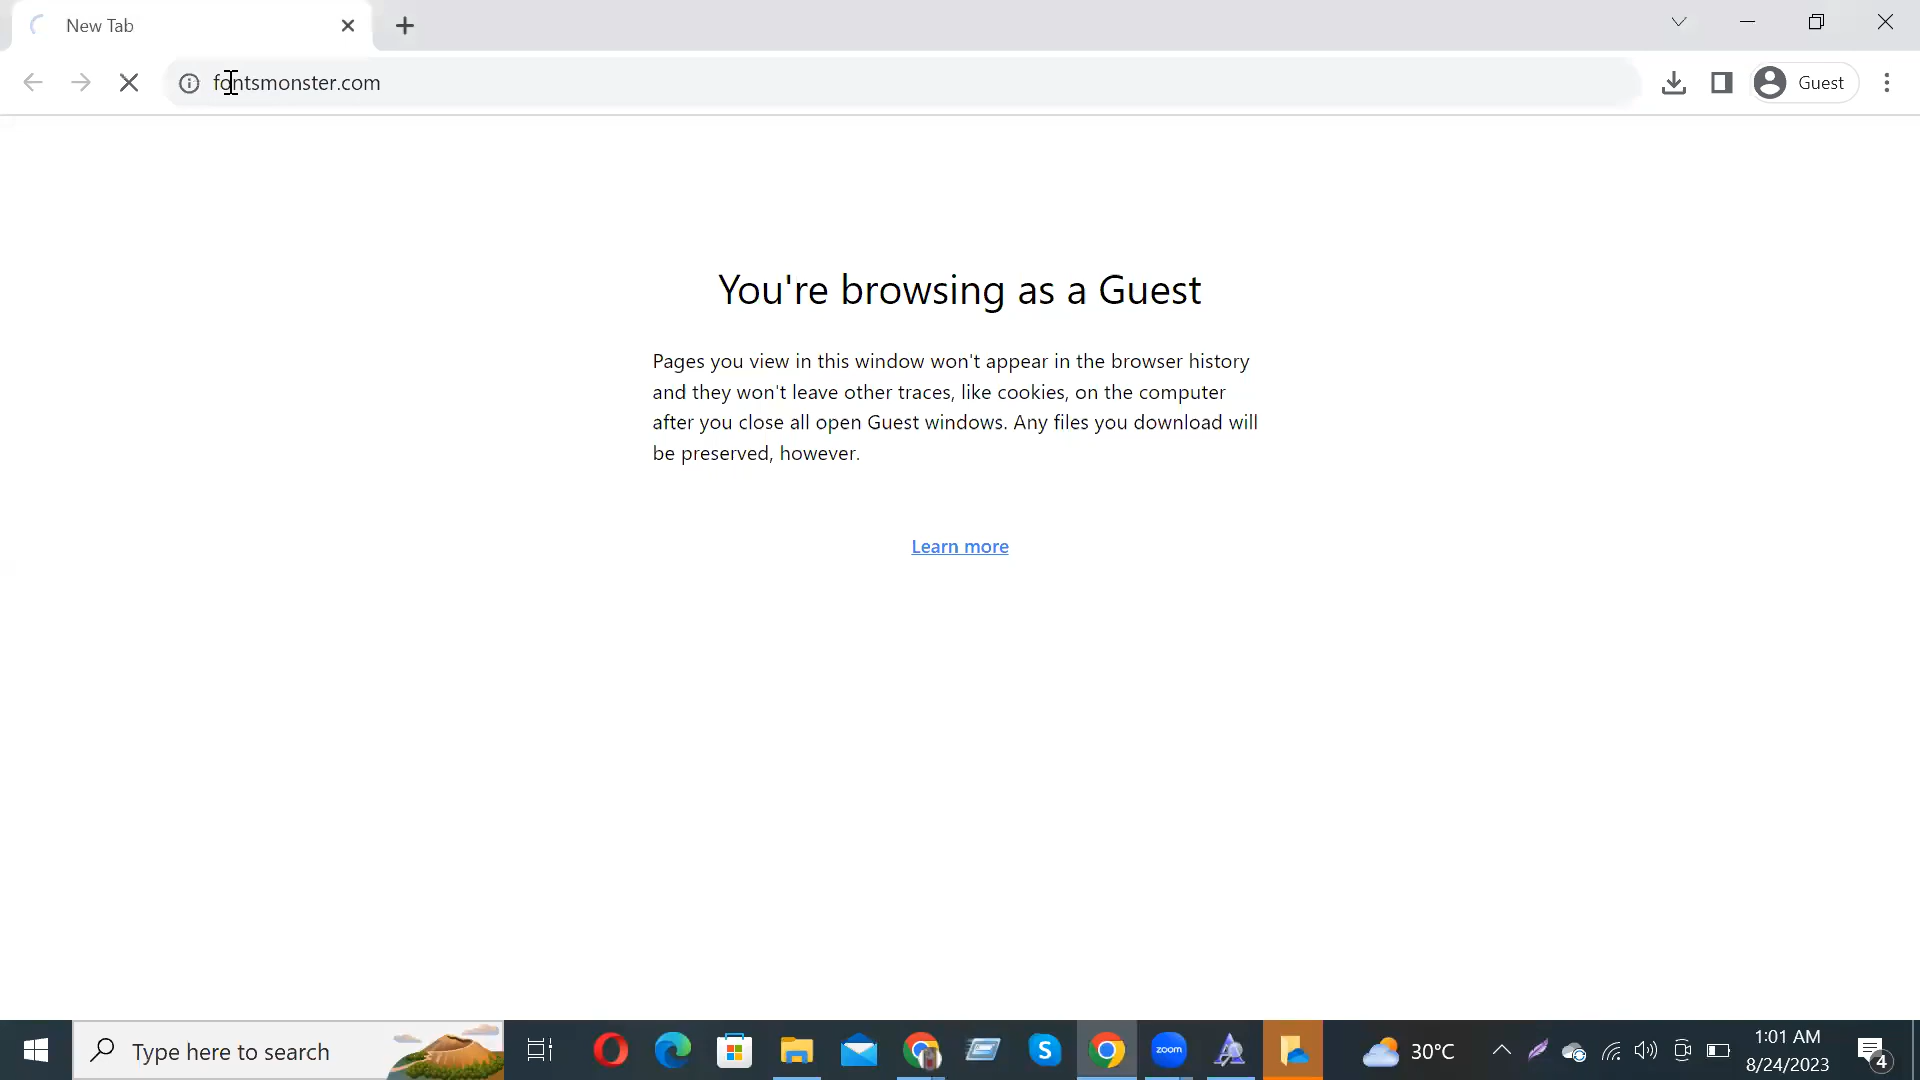 New Tab
fontsmonster.com
Guest
You're browsing as a Guest
Pages you view in this window won't appear in the browser history
and they won't leave other traces, like cookies, on the computer
after you close all open Guest windows. Any files you download will
be preserved, however.
Learn more
Type here to search
zoom
30°C
1:01 AM
8/24/2023
4